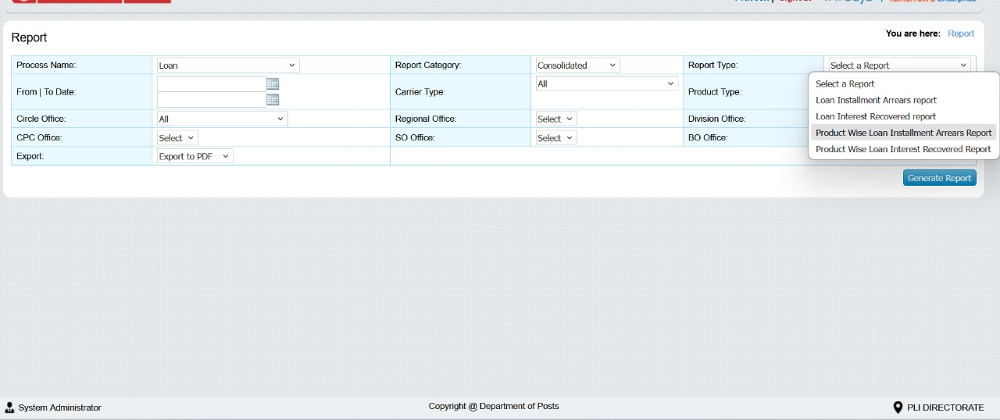 Report
You are here: Report
Process Name: Loan Report Category: Consolidated Report Type: Select a Report
From | To Date: Carrier Type: All Product Type:
Circle Office: All Regional Office: Select Division Office:
CPC Office: Select SO Office: Select BO Office:
Export: Export to PDF
Select a Report
Loan Installment Arrears report
Loan Interest Recovered report
Product Wise Loan Installment Arrears Report
Product Wise Loan Interest Recovered Report
Generate Report
System Administrator
Copyright @ Department of Posts
PLI DIRECTORATE